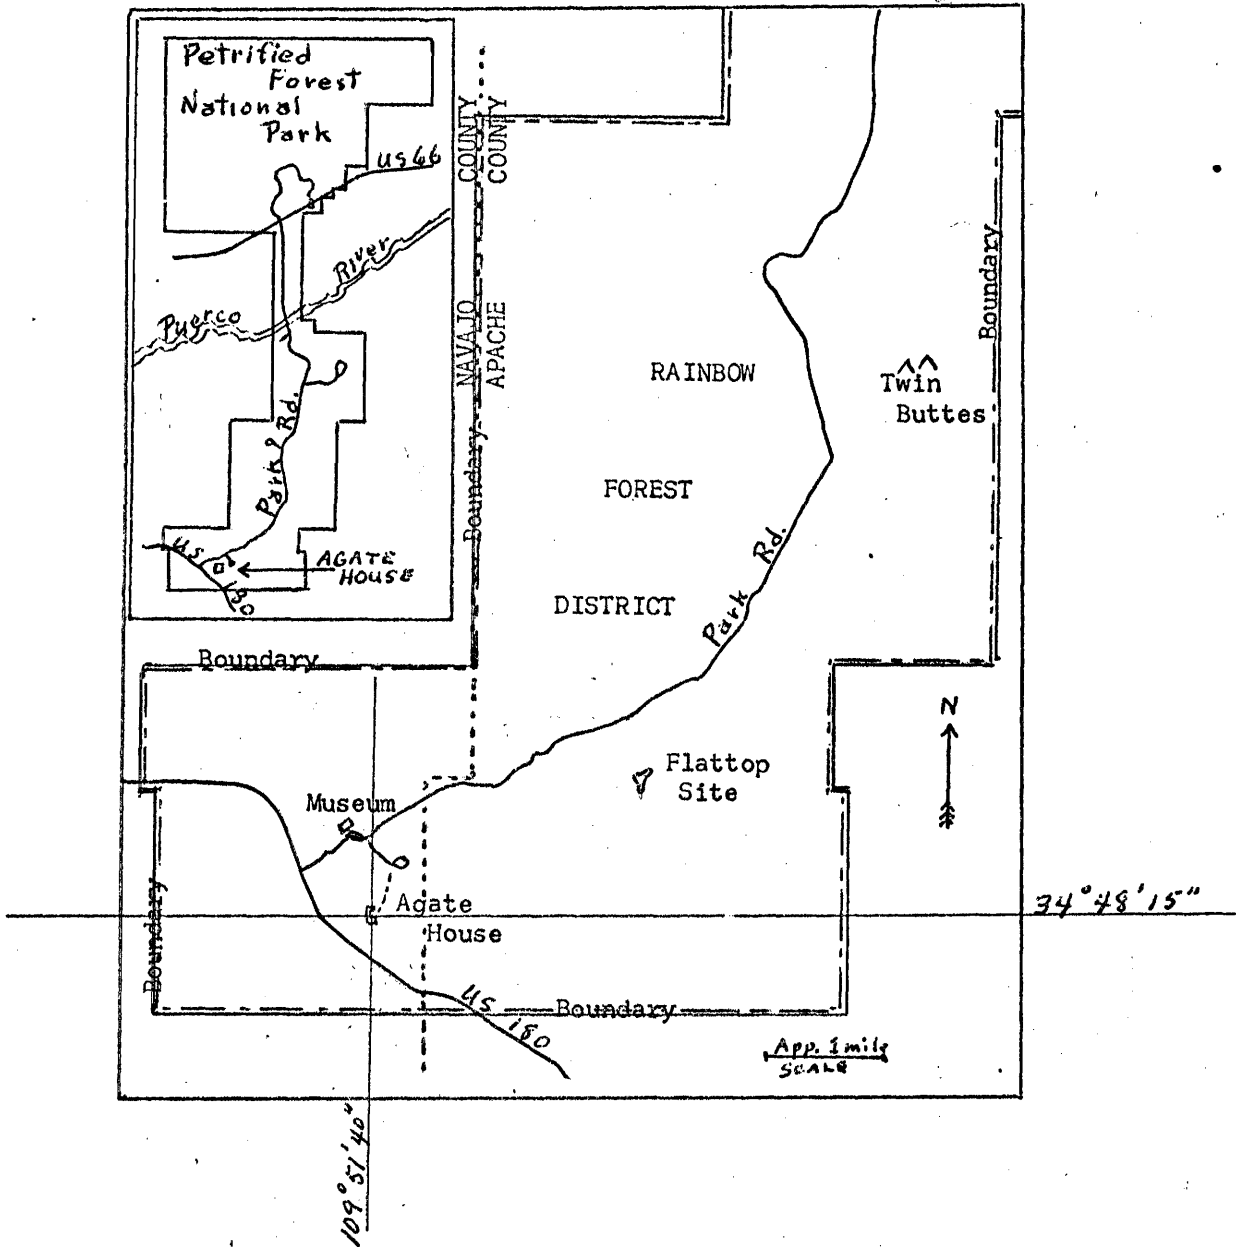 Petrified
Forest
National
Park
US 66
River
Puerco
Park Rd.
US
180
AGATE
HOUSE
NAVAJO COUNTY
APACHE COUNTY
Boundary
Boundary
RAINBOW
Twin
Buttes
FOREST
Park Rd.
DISTRICT
Boundary
N
Flattop
Site
Museum
Agate
House
34°48'15"
Boundary
US 180
Boundary
App. 1 mile
SCALE
109°51'40"